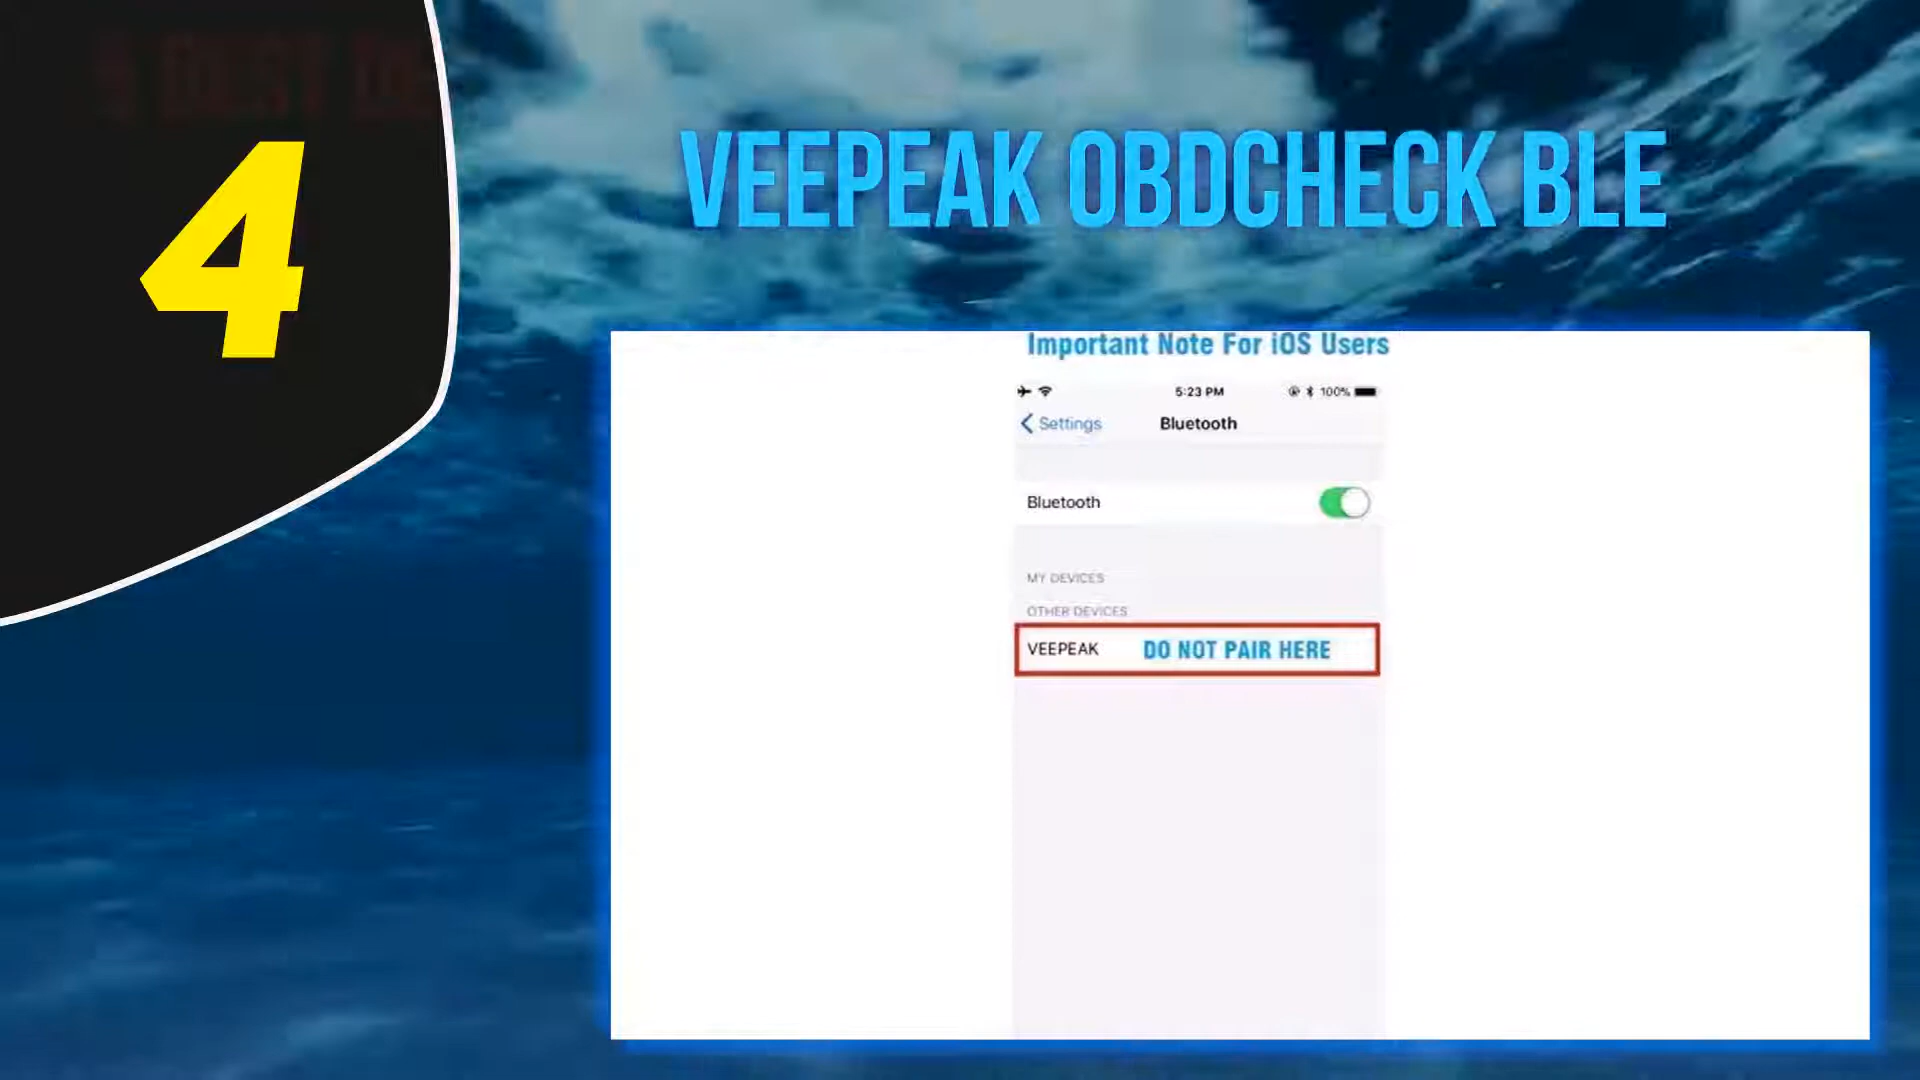 4
VEEPEAK OBDCHECK BLE
Important Note For iOS Users
5:23 PM
100%
Settings
Bluetooth
Bluetooth
MY DEVICES
OTHER DEVICES
VEEPEAK DO NOT PAIR HERE